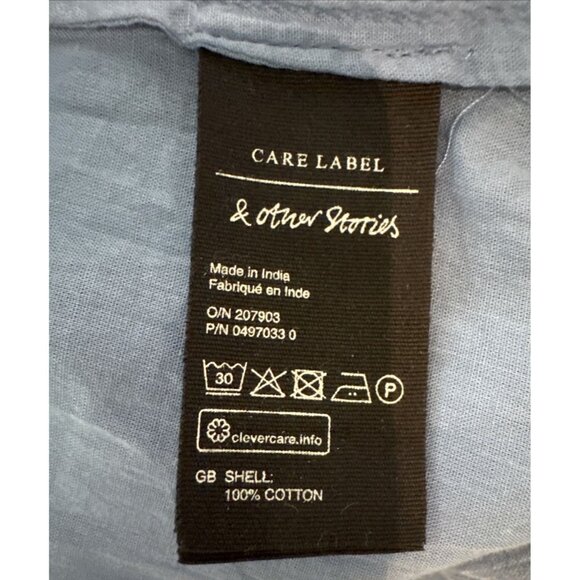 CARE LABEL
& other Stories
Made in India
Fabriqué en Inde
O/N 207903
P/N 0497033 0
30 P
clevercare.info
GB SHELL:
100% COTTON